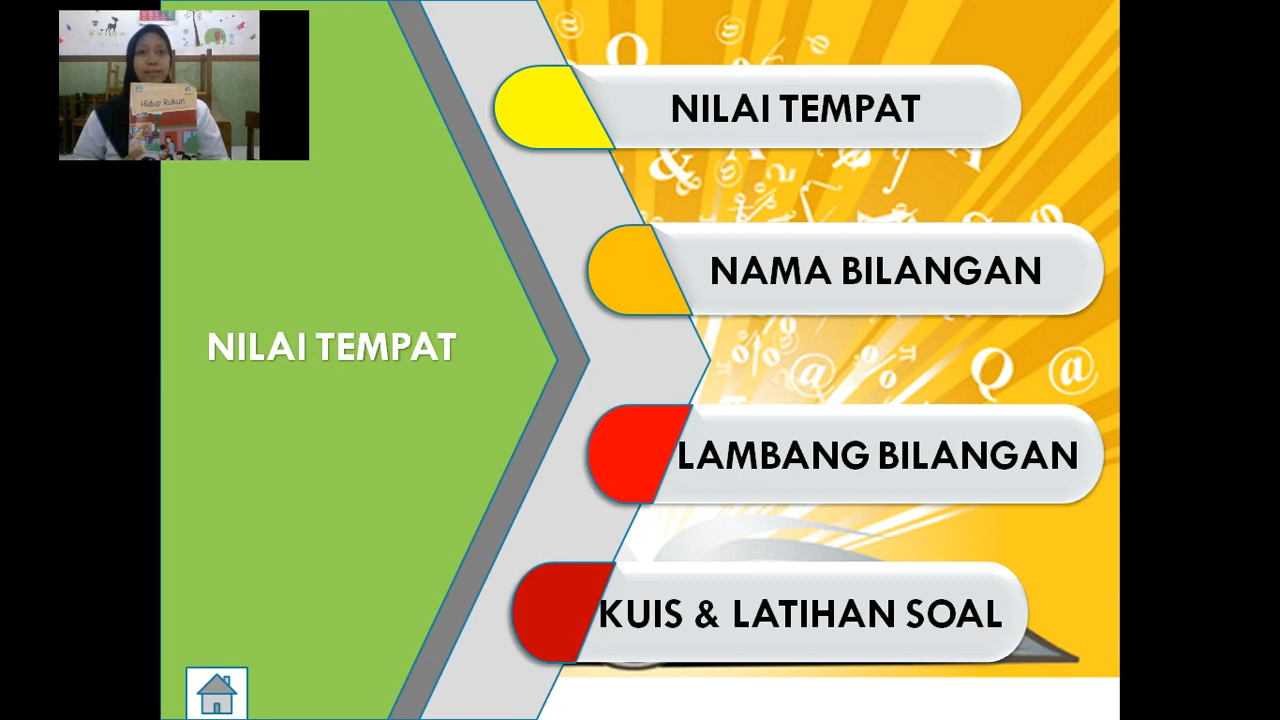 Hidup Rukun
NILAI TEMPAT
NILAI TEMPAT
NAMA BILANGAN
LAMBANG BILANGAN
KUIS & LATIHAN SOAL